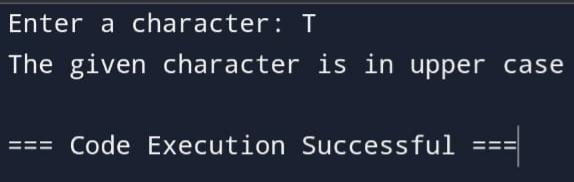 Enter a character: T
The given character is in upper case
=== Code Execution Successful ===